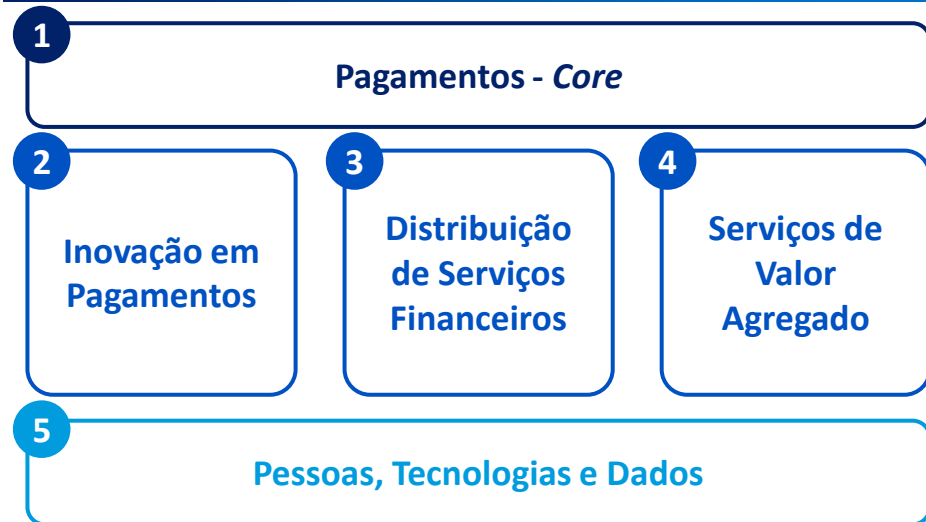 1
Pagamentos - Core
2
Inovação em
Pagamentos
3
Distribuição
de Serviços
Financeiros
4
Serviços de
Valor
Agregado
5
Pessoas, Tecnologias e Dados